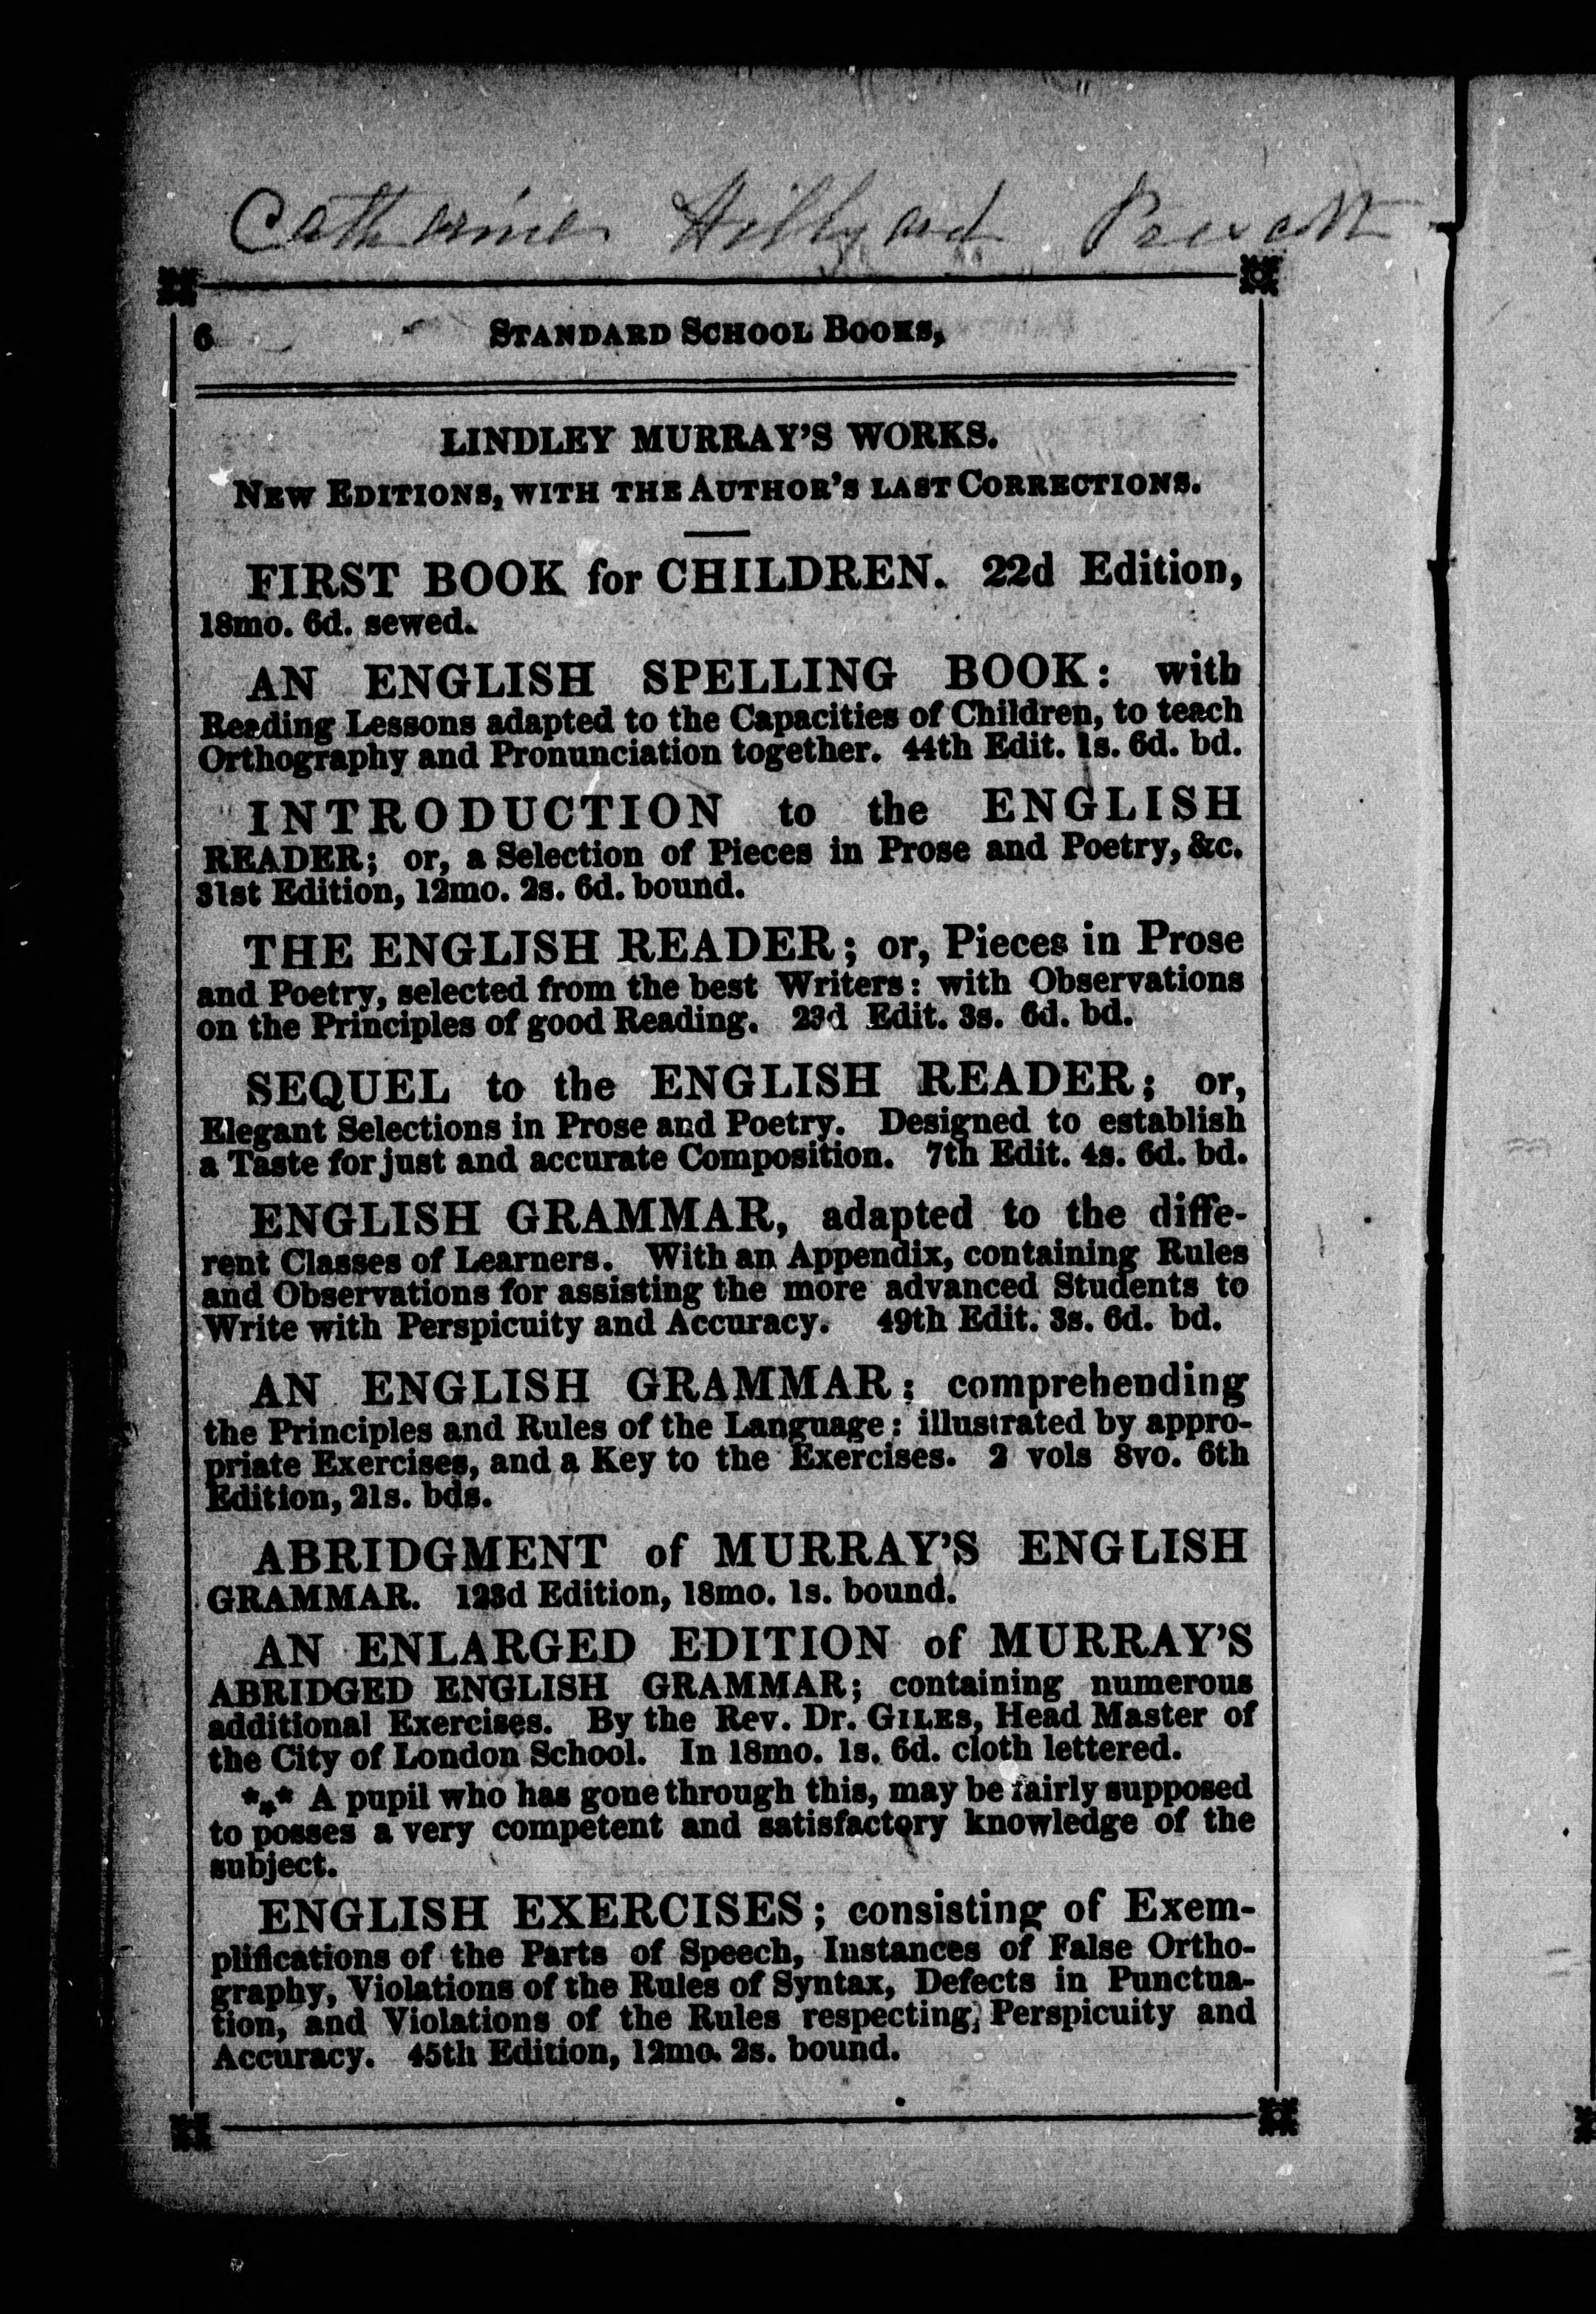 Catharine Hillyard
6 STANDARD SCHOOL BOOKS,
LINDLEY MURRAY'S WORKS.
NEW EDITIONS, WITH THE AUTHOR'S LAST CORRECTIONS.
FIRST BOOK for CHILDREN. 22d Edition,
18mo. 6d. sewed.
AN ENGLISH SPELLING BOOK: with
Reading Lessons adapted to the Capacities of Children, to teach
Orthography and Pronunciation together. 44th Edit. 1s. 6d. bd.
INTRODUCTION to the ENGLISH
READER; or, a Selection of Pieces in Prose and Poetry, &c.
31st Edition, 12mo. 2s. 6d. bound.
THE ENGLISH READER; or, Pieces in Prose
and Poetry, selected from the best Writers: with Observations
on the Principles of good Reading. 23d Edit. 3s. 6d. bd.
SEQUEL to the ENGLISH READER; or,
Elegant Selections in Prose and Poetry. Designed to establish
a Taste for just and accurate Composition. 7th Edit. 4s. 6d. bd.
ENGLISH GRAMMAR, adapted to the diffe-
rent Classes of Learners. With an Appendix, containing Rules
and Observations for assisting the more advanced Students to
Write with Perspicuity and Accuracy. 49th Edit. 3s. 6d. bd.
AN ENGLISH GRAMMAR; comprehending
the Principles and Rules of the Language: illustrated by appro-
priate Exercises, and a Key to the Exercises. 2 vols 8vo. 6th
Edition, 21s. bds.
ABRIDGMENT of MURRAY'S ENGLISH
GRAMMAR. 123d Edition, 18mo. 1s. bound.
AN ENLARGED EDITION of MURRAY'S
ABRIDGED ENGLISH GRAMMAR; containing numerous
additional Exercises. By the Rev. Dr. GILES, Head Master of
the City of London School. In 18mo. 1s. 6d. cloth lettered.
*⁎* A pupil who has gone through this, may be fairly supposed
to posses a very competent and satisfactory knowledge of the
subject.
ENGLISH EXERCISES; consisting of Exem-
plifications of the Parts of Speech, Instances of False Ortho-
graphy, Violations of the Rules of Syntax, Defects in Punctua-
tion, and Violations of the Rules respecting Perspicuity and
Accuracy. 45th Edition, 12mo. 2s. bound.